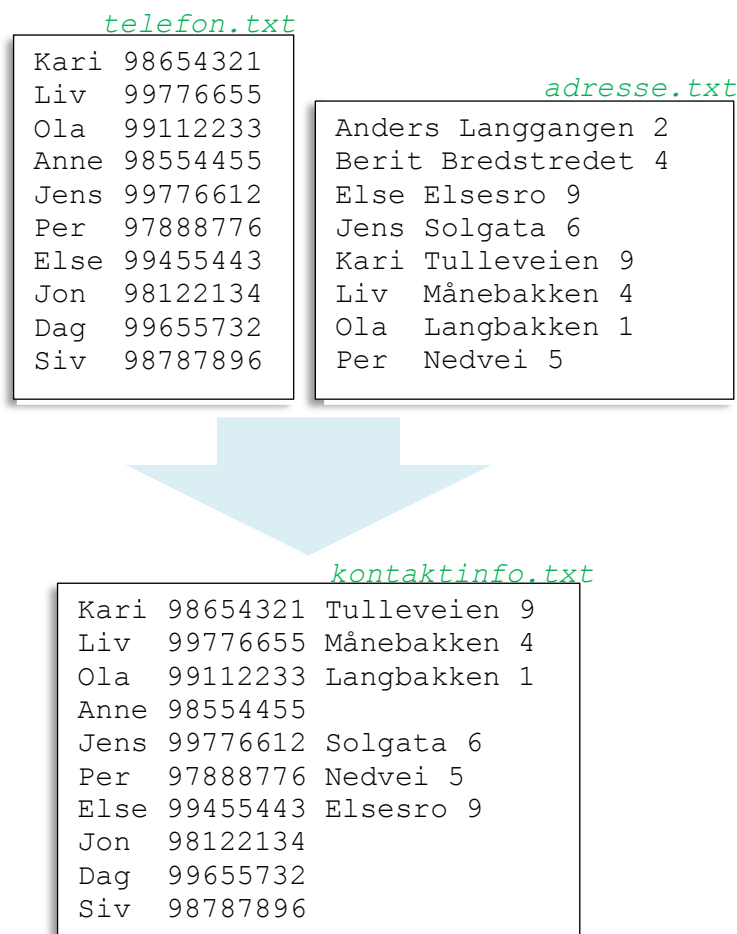 telefon.txt
Kari 98654321
Liv  99776655
Ola  99112233
Anne 98554455
Jens 99776612
Per  97888776
Else 99455443
Jon  98122134
Dag  99655732
Siv  98787896
adresse.txt
Anders Langgangen 2
Berit Bredstredet 4
Else Elsesro 9
Jens Solgata 6
Kari Tulleveien 9
Liv  Månebakken 4
Ola  Langbakken 1
Per  Nedvei 5
kontaktinfo.txt
Kari 98654321 Tulleveien 9
Liv  99776655 Månebakken 4
Ola  99112233 Langbakken 1
Anne 98554455
Jens 99776612 Solgata 6
Per  97888776 Nedvei 5
Else 99455443 Elsesro 9
Jon  98122134
Dag  99655732
Siv  98787896